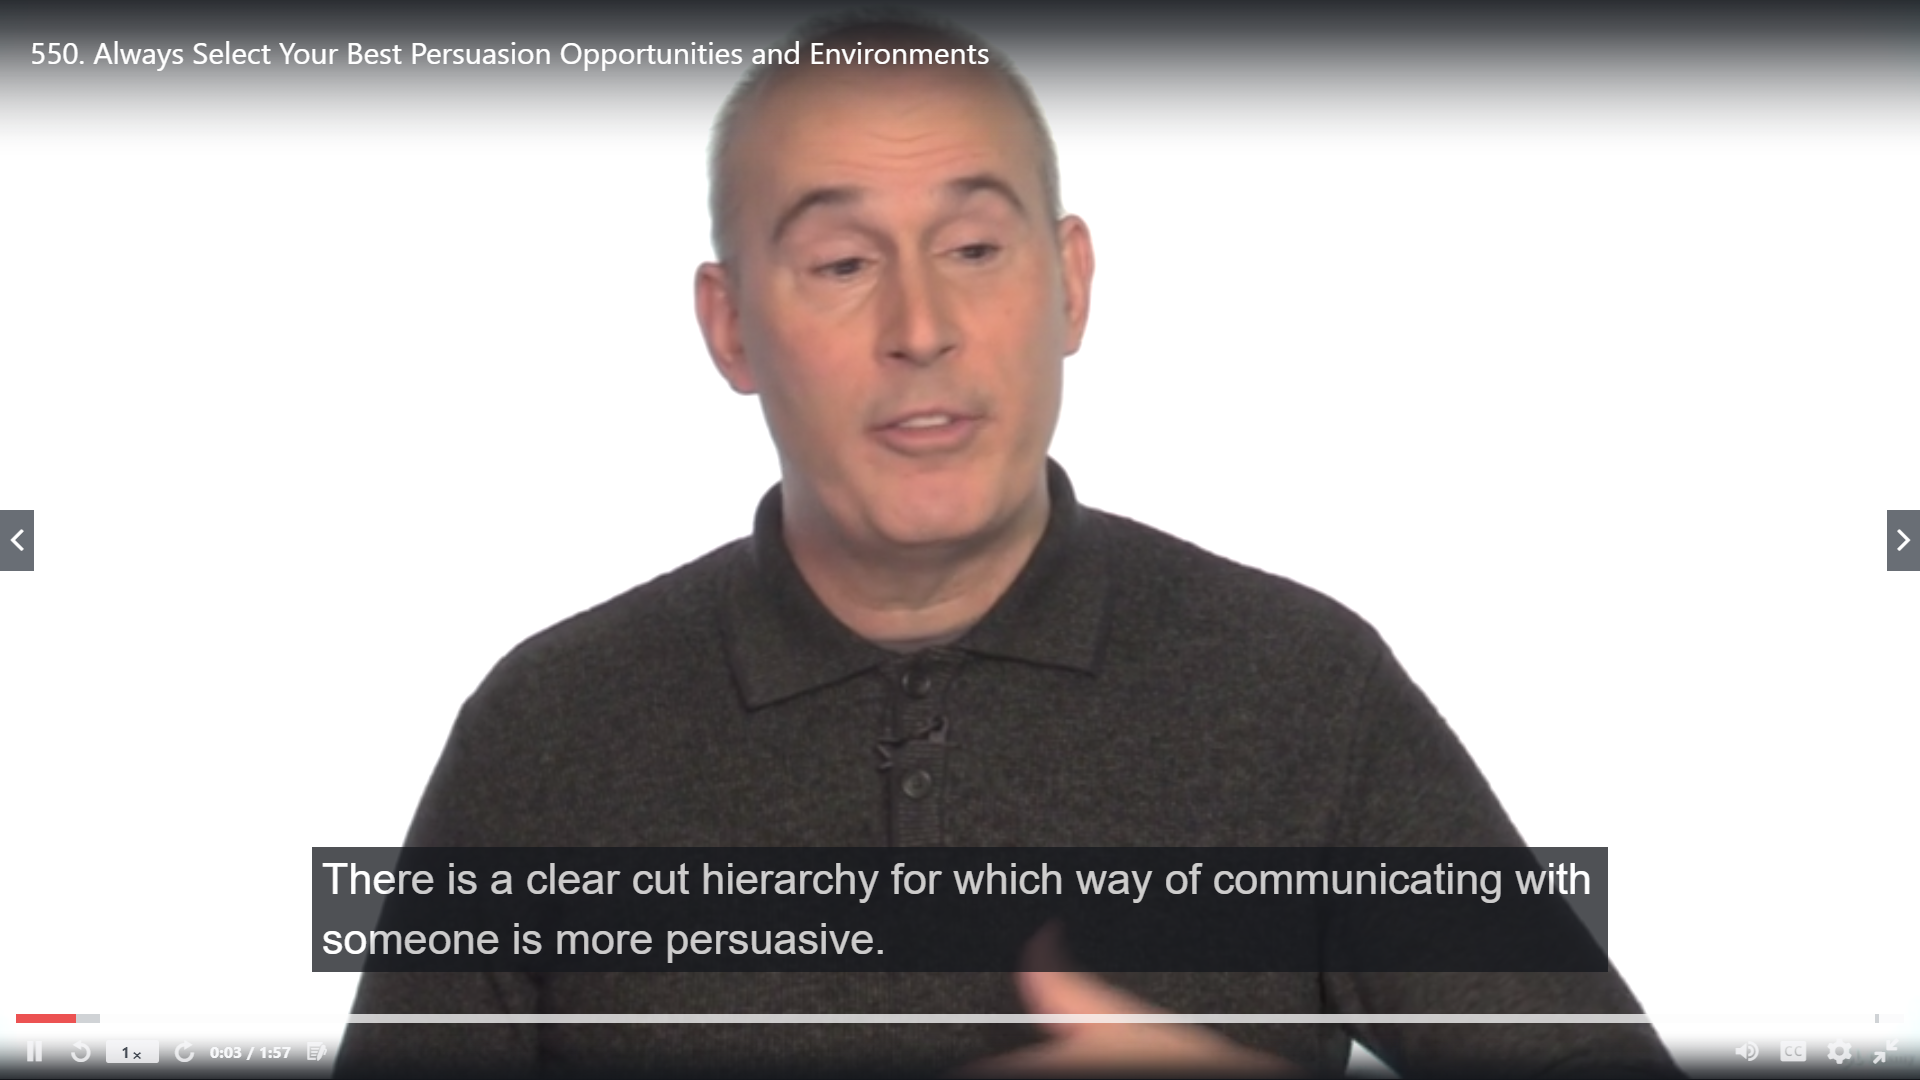 550. Always Select Your Best Persuasion Opportunities and Environments
There is a clear cut hierarchy for which way of communicating with
someone is more persuasive.
1x
0:03 / 1:57
CC